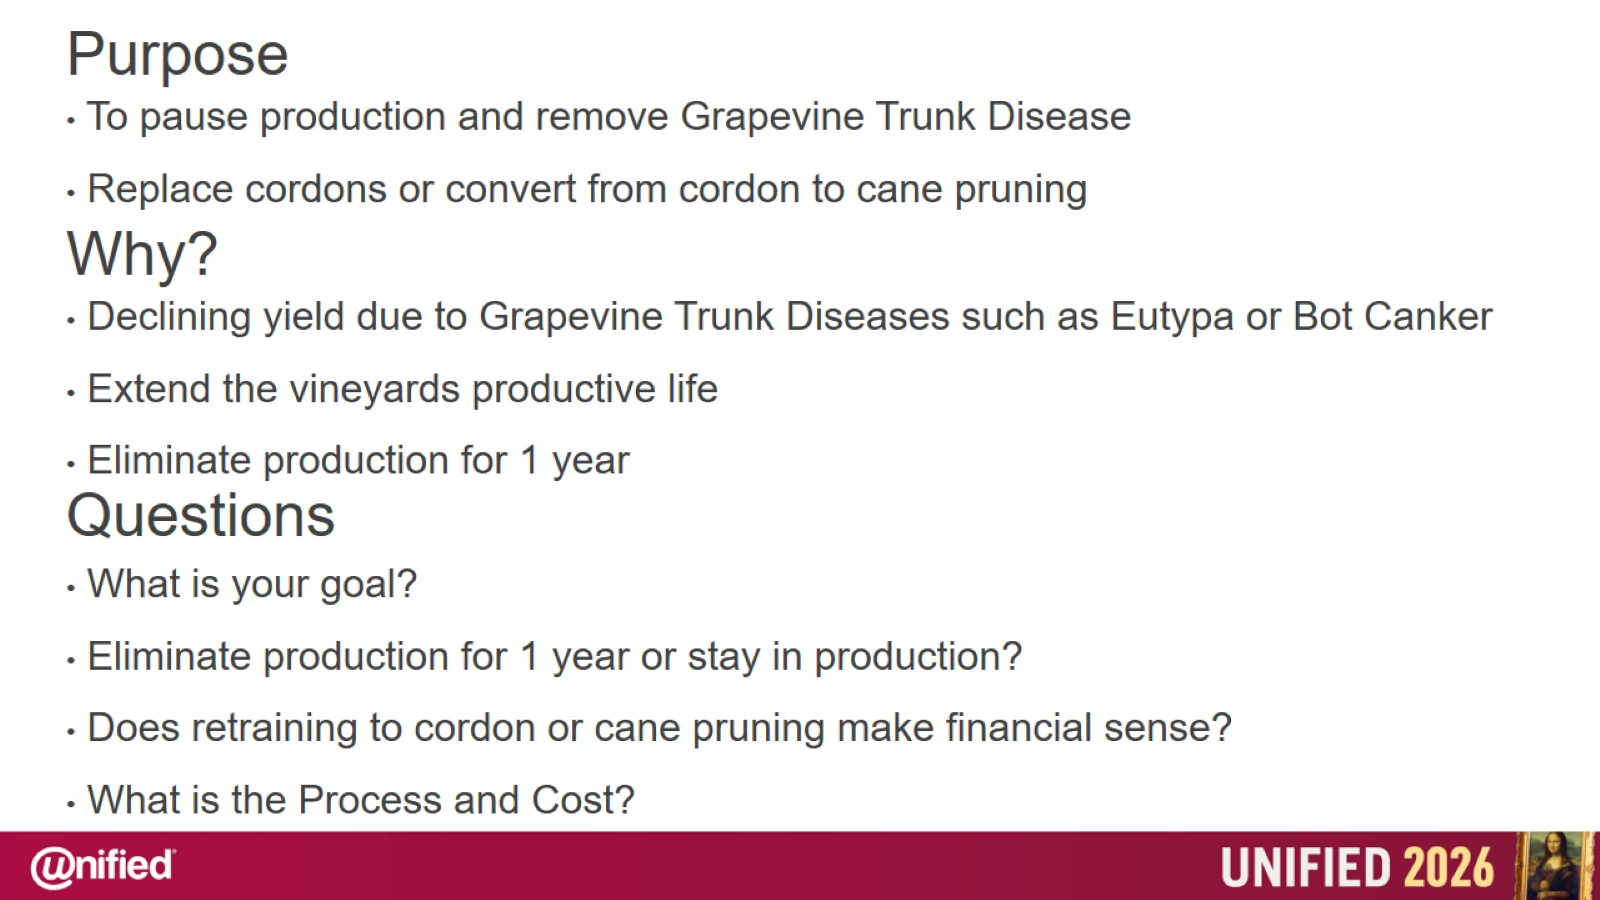 Purpose
• To pause production and remove Grapevine Trunk Disease
• Replace cordons or convert from cordon to cane pruning
Why?
• Declining yield due to Grapevine Trunk Diseases such as Eutypa or Bot Canker
• Extend the vineyards productive life
• Eliminate production for 1 year
Questions
• What is your goal?
• Eliminate production for 1 year or stay in production?
• Does retraining to cordon or cane pruning make financial sense?
• What is the Process and Cost?
unified
UNIFIED 2026